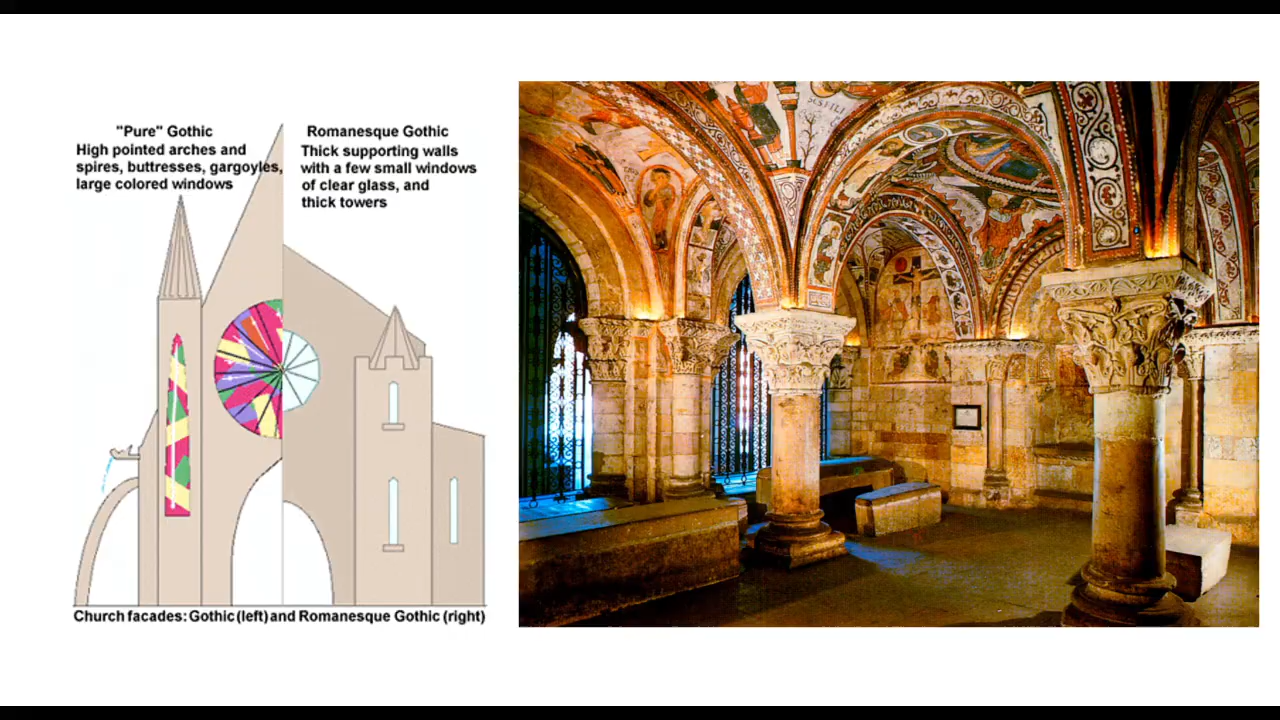 "Pure" Gothic
High pointed arches and
spires, buttresses, gargoyles,
large colored windows
Romanesque Gothic
Thick supporting walls
with a few small windows
of clear glass, and
thick towers
Church facades: Gothic (left) and Romanesque Gothic (right)